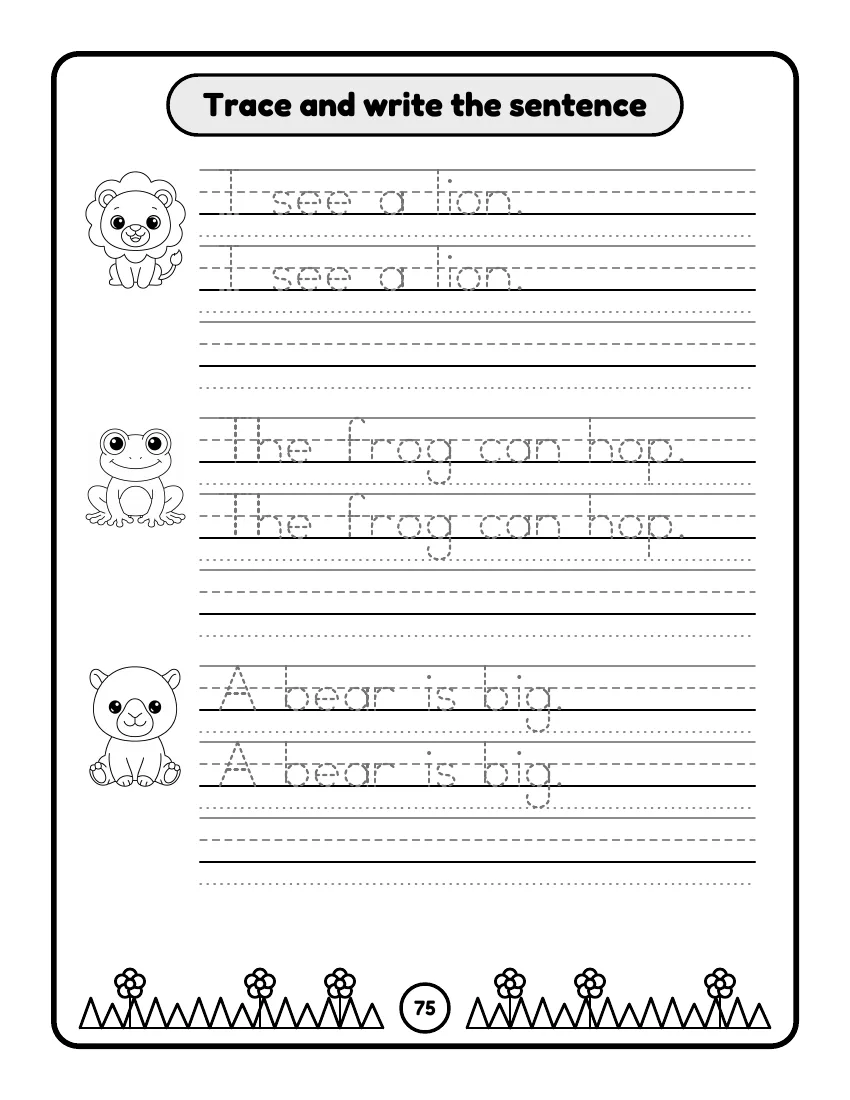 Trace and write the sentence
I see a lion.
I see a lion.
The frog can hop.
The frog can hop.
A bear is big.
A bear is big.
75